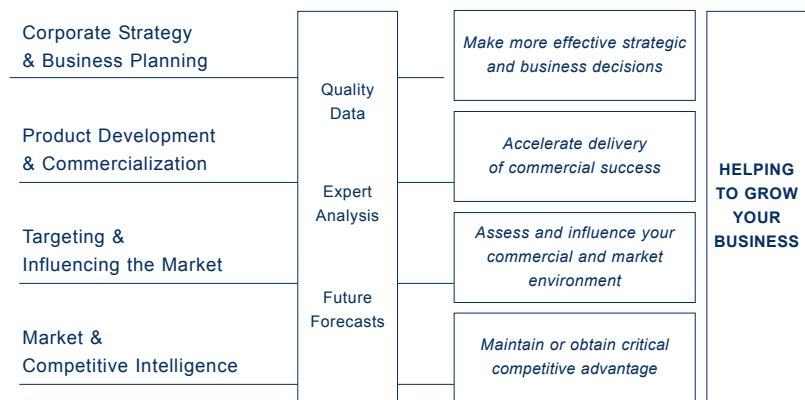 Corporate Strategy
& Business Planning
Product Development
& Commercialization
Targeting &
Influencing the Market
Market &
Competitive Intelligence
Quality
Data
Expert
Analysis
Future
Forecasts
Make more effective strategic
and business decisions
Accelerate delivery
of commercial success
Assess and influence your
commercial and market
environment
Maintain or obtain critical
competitive advantage
HELPING
TO GROW
YOUR
BUSINESS